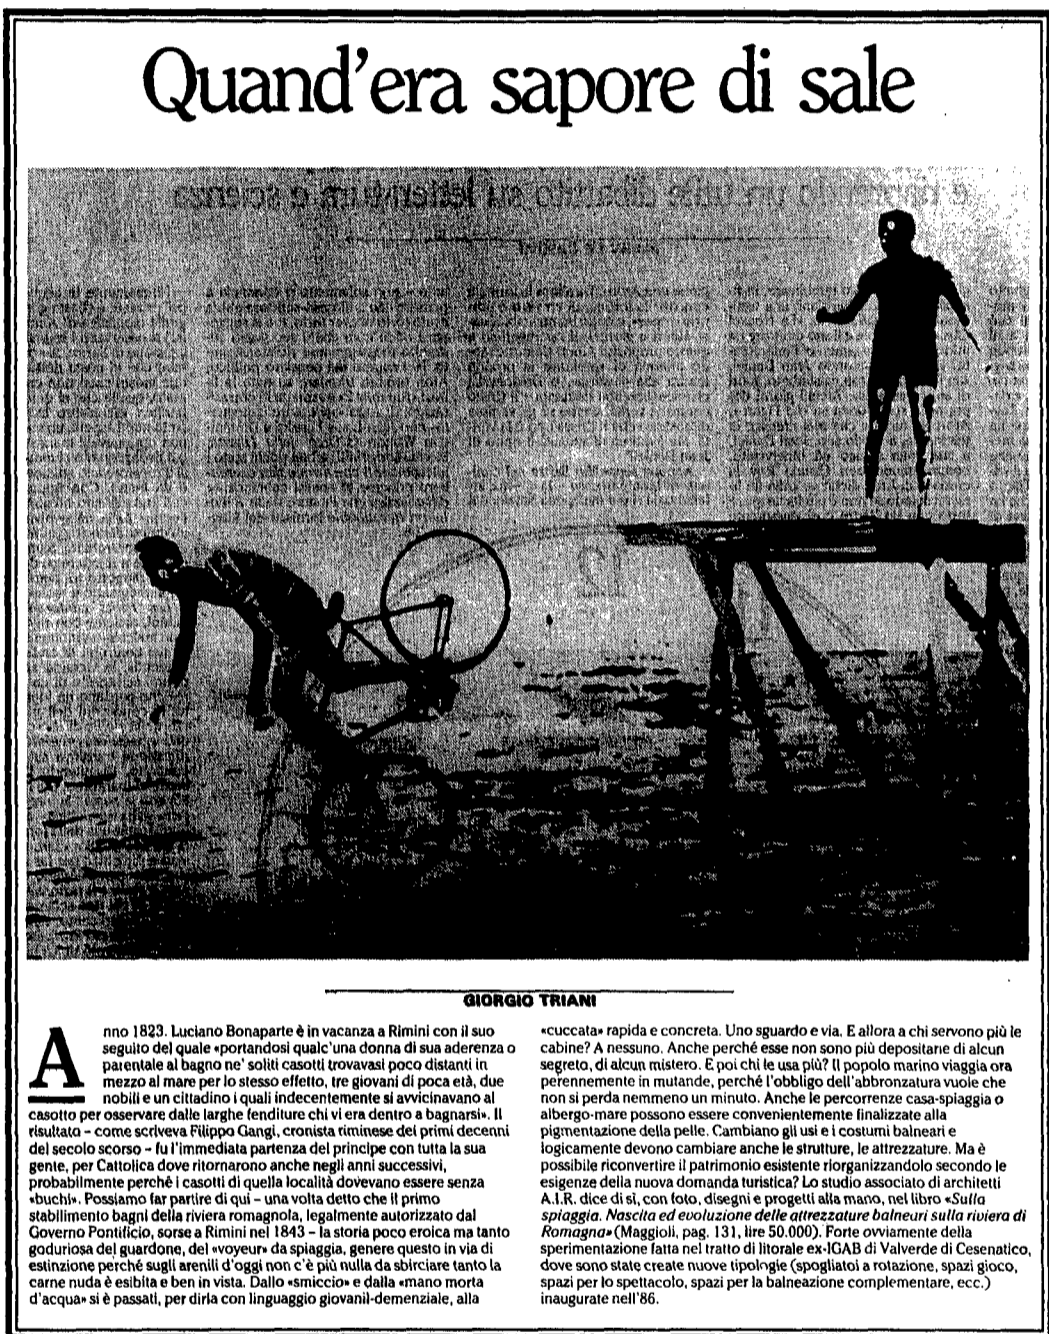 Quand'era sapore di sale
GIORGIO TRIANI
Anno 1823. Luciano Bonaparte è in vacanza a Rimini con il suo
seguito del quale «portandosi qualc'una donna di sua aderenza o
parentale al bagno ne' soliti casotti trovavasi poco distanti in
mezzo al mare per lo stesso effetto, tre giovani di poca età, due
nobili e un cittadino i quali indecentemente si avvicinavano al
casotto per osservare dalle larghe fenditure chi vi era dentro a bagnarsi». Il
risultato – come scriveva Filippo Gangi, cronista riminese dei primi decenni
del secolo scorso – fu l'immediata partenza del principe con tutta la sua
gente, per Cattolica dove ritornarono anche negli anni successivi,
probabilmente perchè i casotti di quella località dovevano essere senza
«buchi». Possiamo far partire di qui – una volta detto che il primo
stabilimento bagni della riviera romagnola, legalmente autorizzato dal
Governo Pontificio, sorse a Rimini nel 1843 – la storia poco eroica ma tanto
goduriosa del guardone, del «voyeur» da spiaggia, genere questo in via di
estinzione perché sugli arenili d'oggi non c'è più nulla da sbirciare tanto la
carne nuda è esibita e ben in vista. Dallo «smiccio» e dalla «mano morta
d'acqua» si è passati, per dirla con linguaggio giovanil-demenziale, alla
«cuccata» rapida e concreta. Uno sguardo e via. E allora a chi servono più le
cabine? A nessuno. Anche perché esse non sono più depositarie di alcun
segreto, di alcun mistero. E poi chi le usa più? Il popolo marino viaggia ora
perennemente in mutande, perché l'obbligo dell'abbronzatura vuole che
non si perda nemmeno un minuto. Anche le percorrenze casa-spiaggia o
albergo-mare possono essere convenientemente finalizzate alla
pigmentazione della pelle. Cambiano gli usi e i costumi balneari e
logicamente devono cambiare anche le strutture, le attrezzature. Ma è
possibile riconvertire il patrimonio esistente riorganizzandolo secondo le
esigenze della nuova domanda turistica? Lo studio associato di architetti
A.I.R. dice di sì, con foto, disegni e progetti alla mano, nel libro «Sulla
spiaggia. Nascita ed evoluzione delle attrezzature balneari sulla riviera di
Romagna» (Maggioli, pag. 131, lire 50.000). Forte ovviamente della
sperimentazione fatta nel tratto di litorale ex-IGAB di Valverde di Cesenatico,
dove sono state create nuove tipologie (spogliatoi a rotazione, spazi gioco,
spazi per lo spettacolo, spazi per la balneazione complementare, ecc.)
inaugurate nell'86.